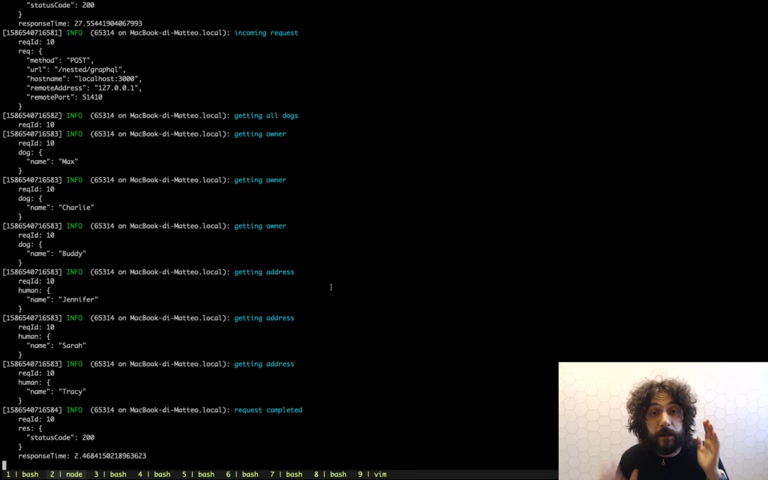 "statusCode": 200
}
responseTime: 27.55441904067993
[1586540716581] INFO  (65314 on MacBook-di-Matteo.local): incoming request
reqId: 10
req: {
"method": "POST",
"url": "/nested/graphql",
"hostname": "localhost:3000",
"remoteAddress": "127.0.0.1",
"remotePort": 51410
}
[1586540716582] INFO  (65314 on MacBook-di-Matteo.local): getting all dogs
reqId: 10
[1586540716583] INFO  (65314 on MacBook-di-Matteo.local): getting owner
reqId: 10
dog: {
"name": "Max"
}
[1586540716583] INFO  (65314 on MacBook-di-Matteo.local): getting owner
reqId: 10
dog: {
"name": "Charlie"
}
[1586540716583] INFO  (65314 on MacBook-di-Matteo.local): getting owner
reqId: 10
dog: {
"name": "Buddy"
}
[1586540716583] INFO  (65314 on MacBook-di-Matteo.local): getting address
reqId: 10
human: {
"name": "Jennifer"
}
[1586540716583] INFO  (65314 on MacBook-di-Matteo.local): getting address
reqId: 10
human: {
"name": "Sarah"
}
[1586540716583] INFO  (65314 on MacBook-di-Matteo.local): getting address
reqId: 10
human: {
"name": "Tracy"
}
[1586540716584] INFO  (65314 on MacBook-di-Matteo.local): request completed
reqId: 10
res: {
"statusCode": 200
}
responseTime: 2.4684150218963623
1 | bash  2 | node  3 | bash  4 | bash  5 | bash  6 | bash  7 | bash  8 | bash  9 | vim